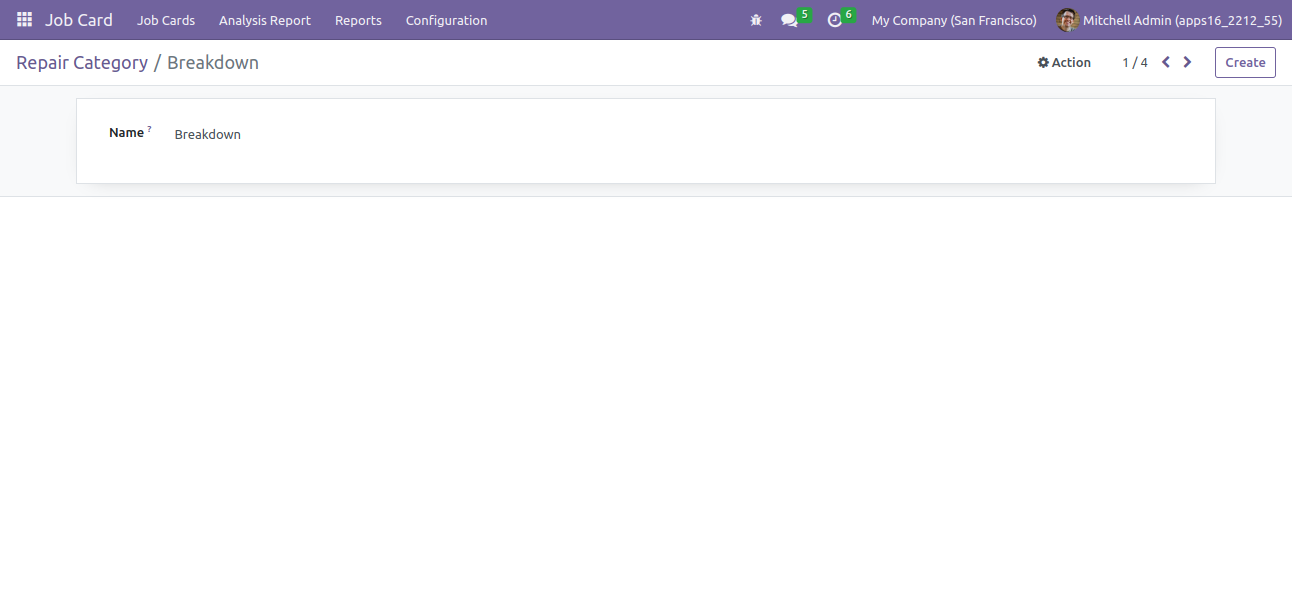 Job Card Job Cards Analysis Report Reports Configuration 5 6 My Company (San Francisco) Mitchell Admin (apps16_2212_55)
Repair Category / Breakdown Action 1 / 4 Create
Name ? Breakdown